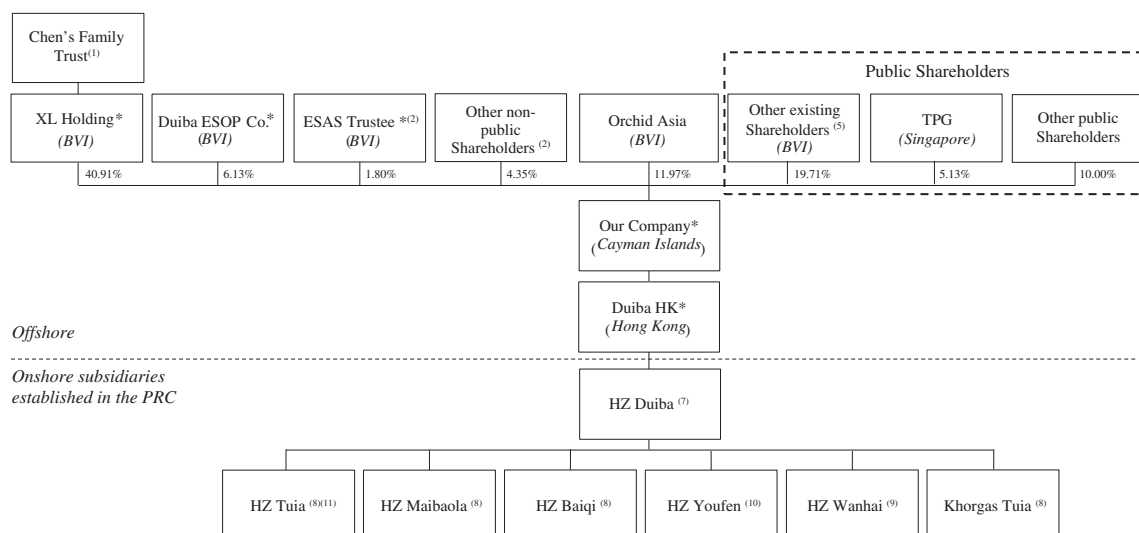 Chen's Family
Trust(1)
Public Shareholders
XL Holding*
(BVI)
Duiba ESOP Co.*
(BVI)
ESAS Trustee *(2)
(BVI)
Other non-
public
Shareholders (2)
Orchid Asia
(BVI)
Other existing
Shareholders (5)
(BVI)
TPG
(Singapore)
Other public
Shareholders
40.91%
6.13%
1.80%
4.35%
11.97%
19.71%
5.13%
10.00%
Our Company*
(Cayman Islands)
Duiba HK*
(Hong Kong)
Offshore
Onshore subsidiaries
established in the PRC
HZ Duiba (7)
HZ Tuia (8)(11)
HZ Maibaola (8)
HZ Baiqi (8)
HZ Youfen (10)
HZ Wanhai (9)
Khorgas Tuia (8)